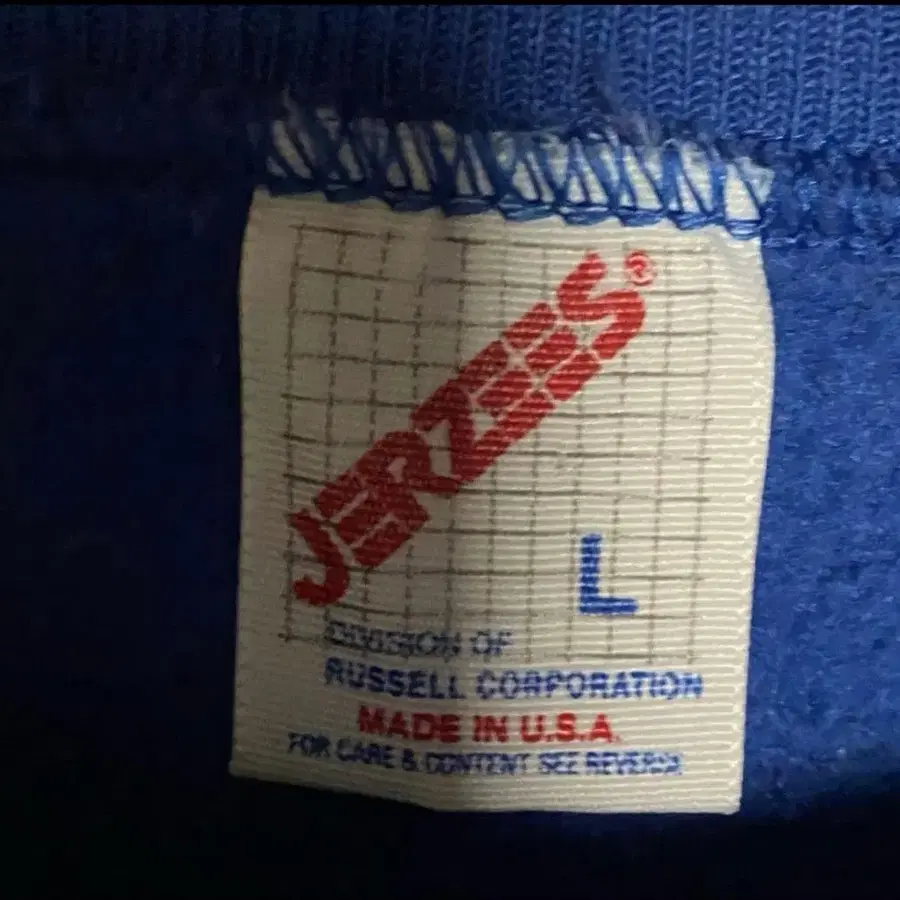 JERZEES®
L
DIVISION OF
RUSSELL CORPORATION
MADE IN U.S.A.
FOR CARE & CONTENT SEE REVERSE